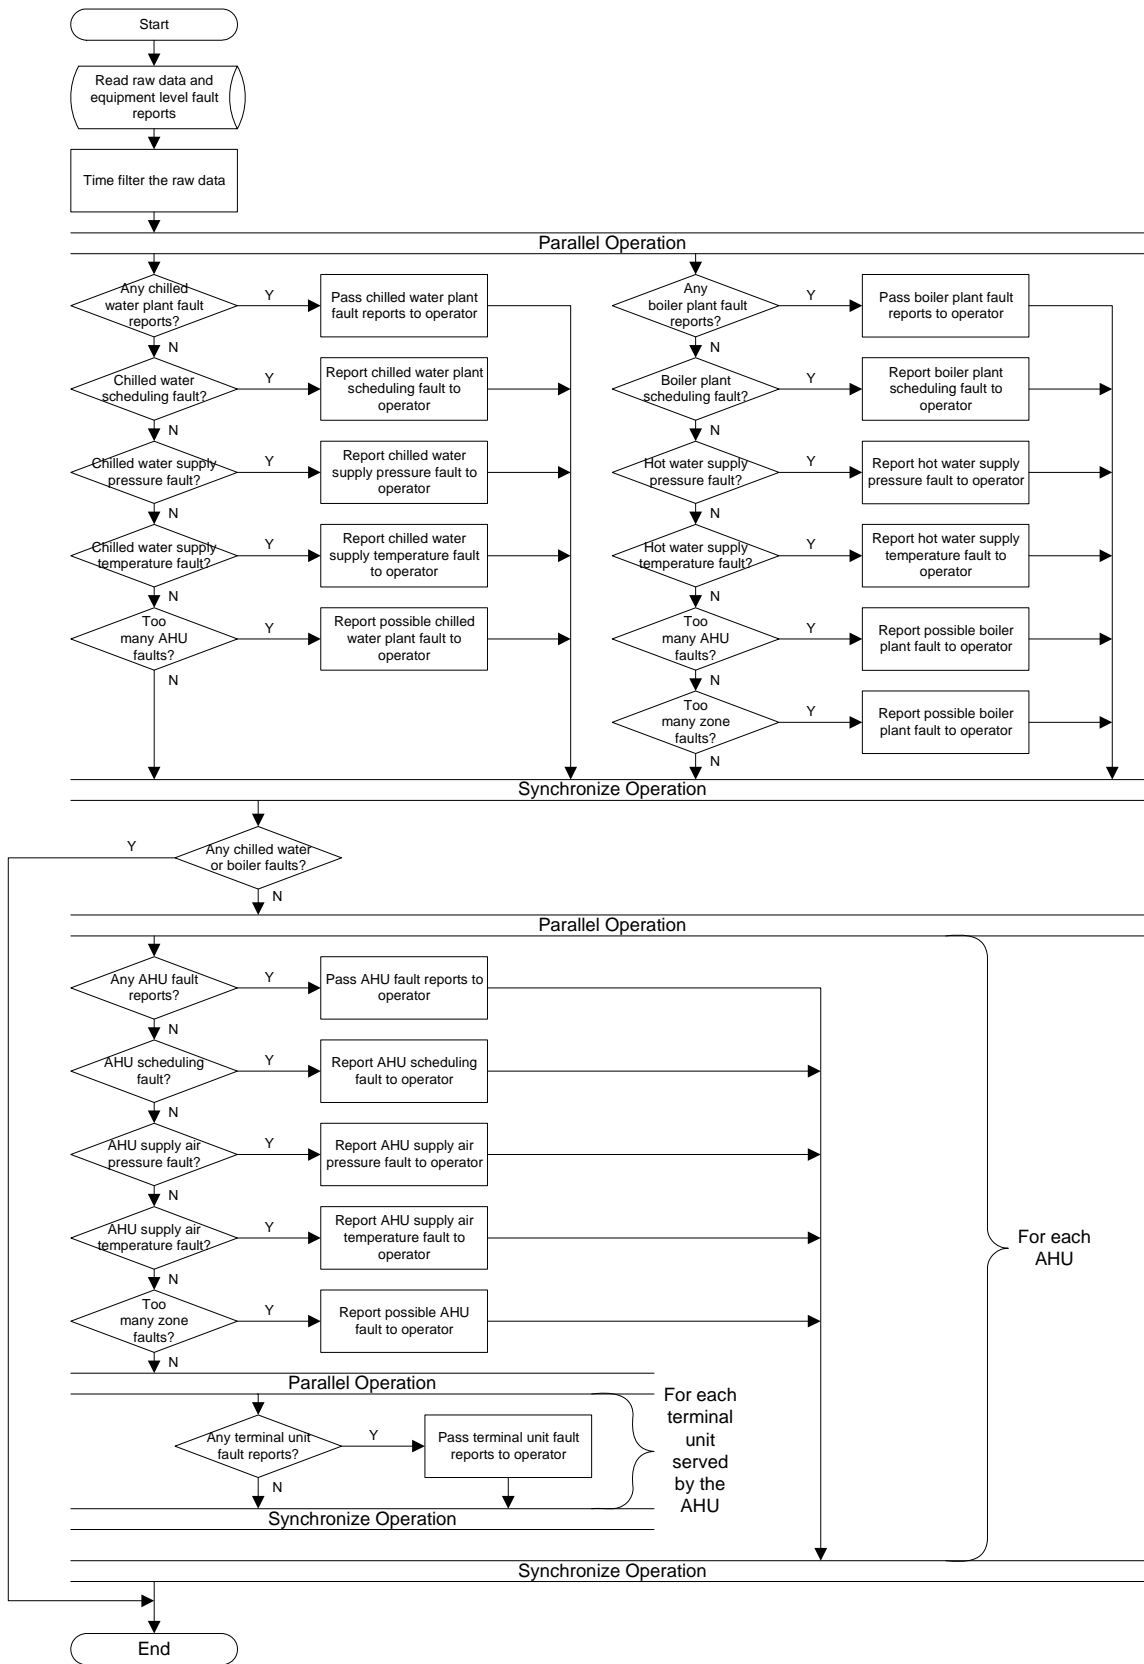 Start
Read raw data and
equipment level fault
reports
Time filter the raw data
Parallel Operation
Any chilled
water plant fault
reports?
Y
Pass chilled water plant
fault reports to operator
N
Any
boiler plant fault
reports?
Y
Pass boiler plant fault
reports to operator
N
Chilled water
scheduling fault?
Y
Report chilled water plant
scheduling fault to
operator
N
Boiler plant
scheduling fault?
Y
Report boiler plant
scheduling fault to
operator
N
Chilled water supply
pressure fault?
Y
Report chilled water
supply pressure fault to
operator
N
Hot water supply
pressure fault?
Y
Report hot water supply
pressure fault to operator
N
Chilled water supply
temperature fault?
Y
Report chilled water
supply temperature fault
to operator
N
Hot water supply
temperature fault?
Y
Report hot water supply
temperature fault to
operator
N
Too
many AHU
faults?
Y
Report possible chilled
water plant fault to
operator
N
Too
many AHU
faults?
Y
Report possible boiler
plant fault to operator
N
Too
many zone
faults?
Y
Report possible boiler
plant fault to operator
N
Synchronize Operation
Y
Any chilled water
or boiler faults?
N
Parallel Operation
Any AHU fault
reports?
Y
Pass AHU fault reports to
operator
N
AHU scheduling
fault?
Y
Report AHU scheduling
fault to operator
N
AHU supply air
pressure fault?
Y
Report AHU supply air
pressure fault to operator
N
AHU supply air
temperature fault?
Y
Report AHU supply air
temperature fault to
operator
N
For each
AHU
Too
many zone
faults?
Y
Report possible AHU
fault to operator
N
Parallel Operation
Any terminal unit
fault reports?
Y
Pass terminal unit fault
reports to operator
N
For each
terminal
unit
served
by the
AHU
Synchronize Operation
Synchronize Operation
End